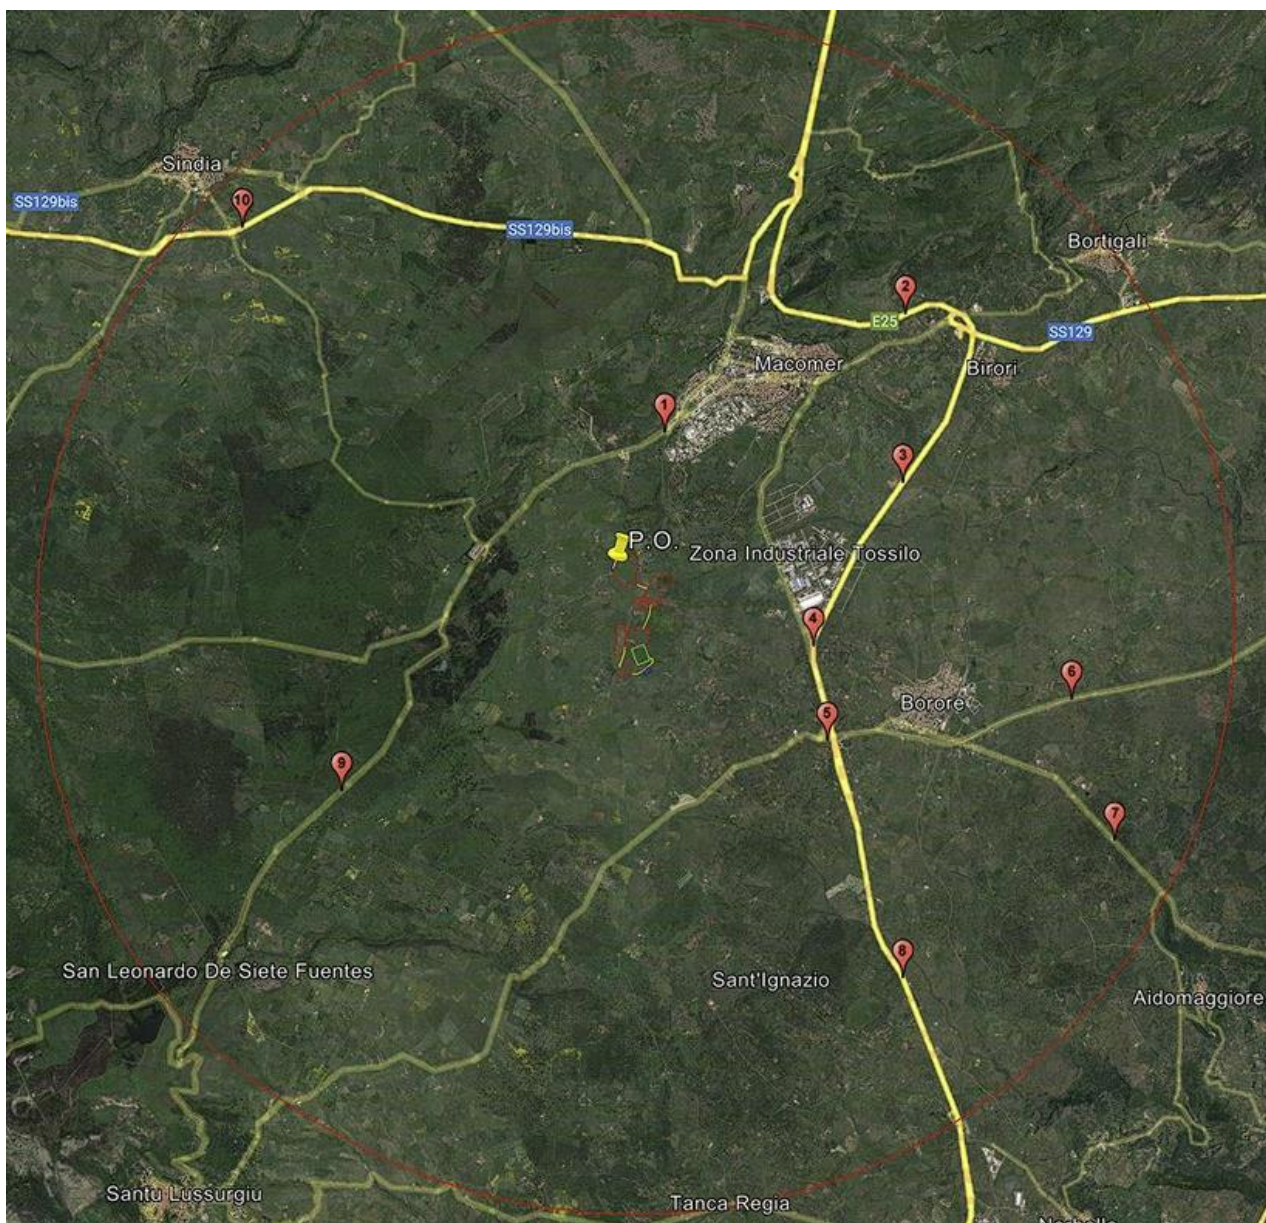 Sindia
10
SS129bis
SS129bis
Bortigali
2
E25
SS129
Macomer
Birori
1
3
P.O.
Zona Industriale Tossilo
4
6
Borore
5
9
7
8
San Leonardo De Siete Fuentes
Sant'Ignazio
Aidomaggiore
Santu Lussurgiu
Tanca Regia